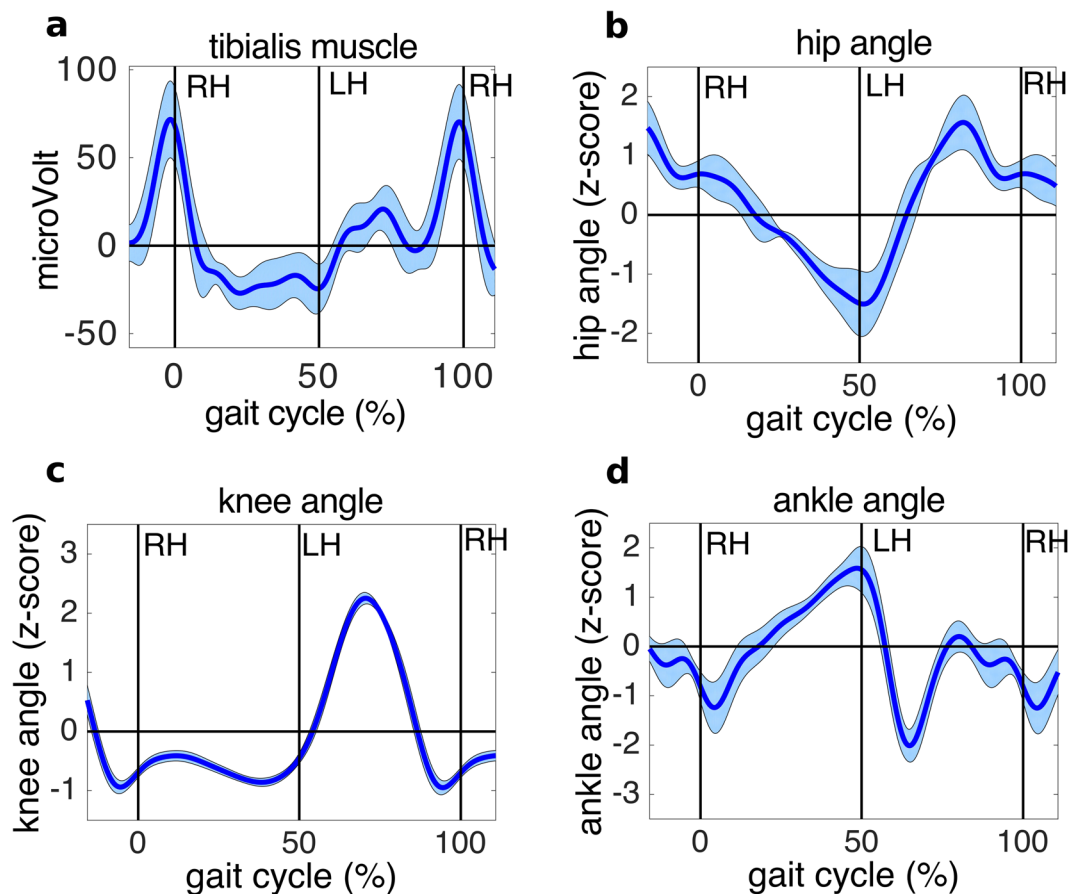 a
tibialis muscle
100
50
0
-50
microVolt
RH
LH
RH
0
50
100
gait cycle (%)
b
hip angle
2
1
0
-1
-2
hip angle (z-score)
RH
LH
RH
0
50
100
gait cycle (%)
c
knee angle
3
2
1
0
-1
knee angle (z-score)
RH
LH
RH
0
50
100
gait cycle (%)
d
ankle angle
2
1
0
-1
-2
-3
ankle angle (z-score)
RH
LH
RH
0
50
100
gait cycle (%)